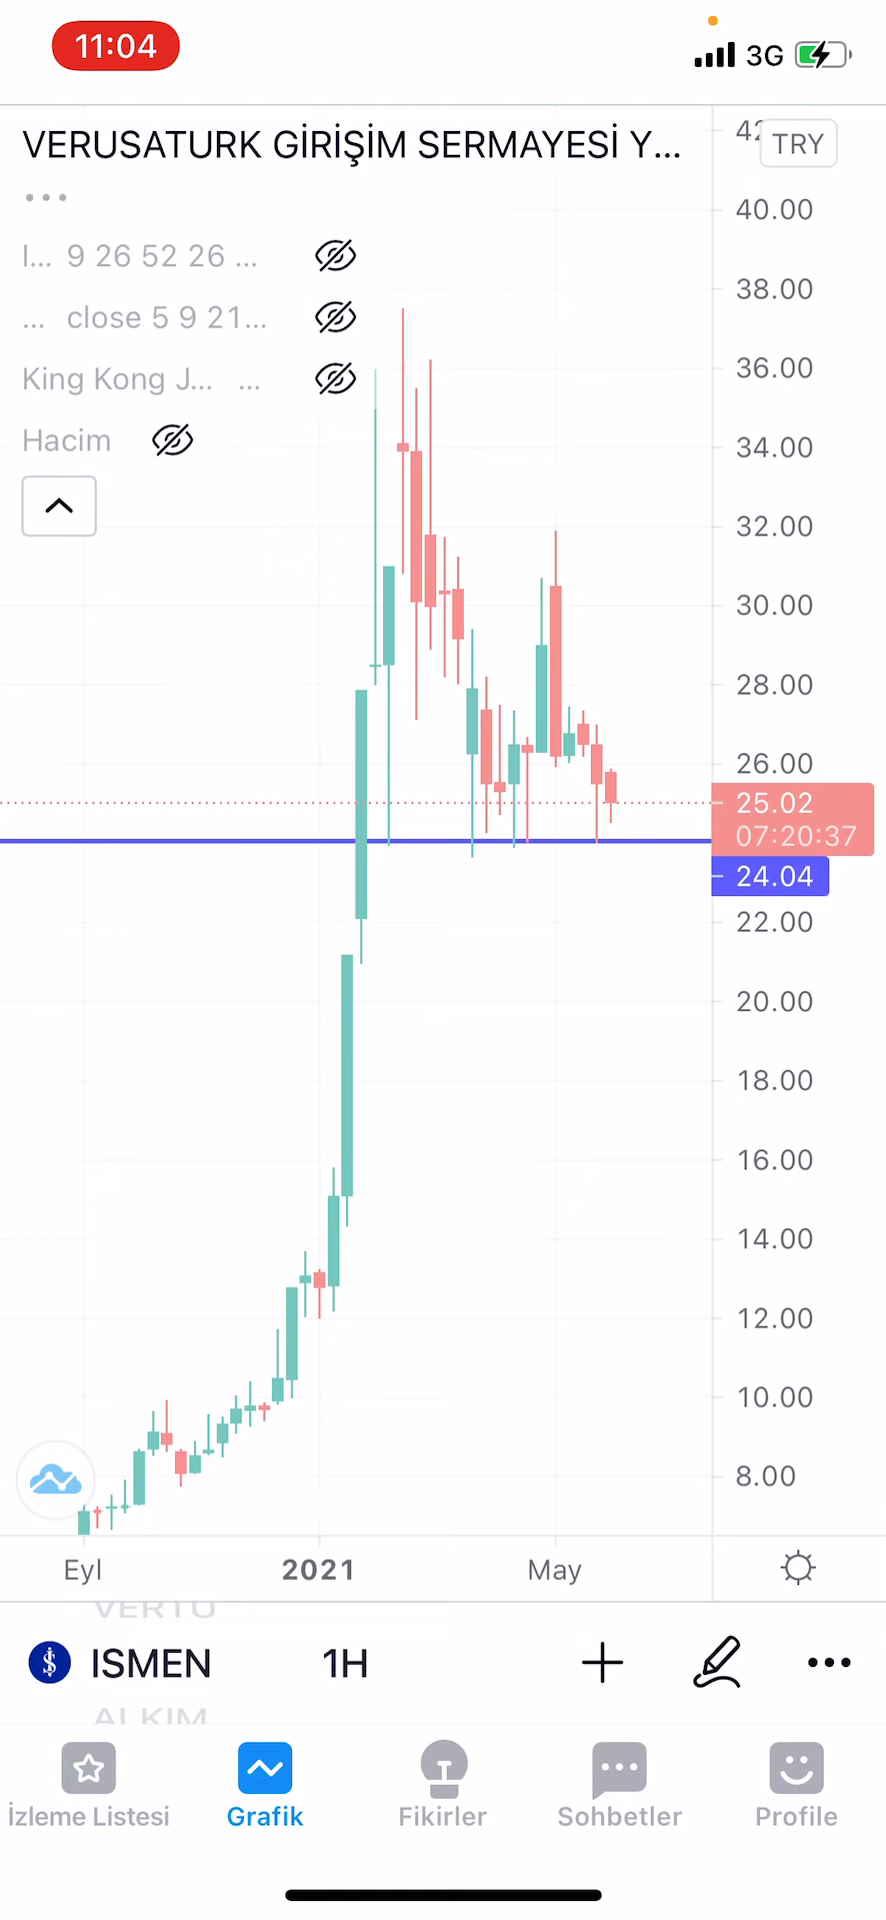 11:04
3G
VERUSATURK GİRİŞİM SERMAYESİ Y...
TRY
I... 9 26 52 26 ...
... close 5 9 21...
King Kong J... ...
Hacim
40.00
38.00
36.00
34.00
32.00
30.00
28.00
26.00
25.02
07:20:37
24.04
22.00
20.00
18.00
16.00
14.00
12.00
10.00
8.00
Eyl 2021 May
VERTU
ISMEN 1H
ALKIM
İzleme Listesi Grafik Fikirler Sohbetler Profile